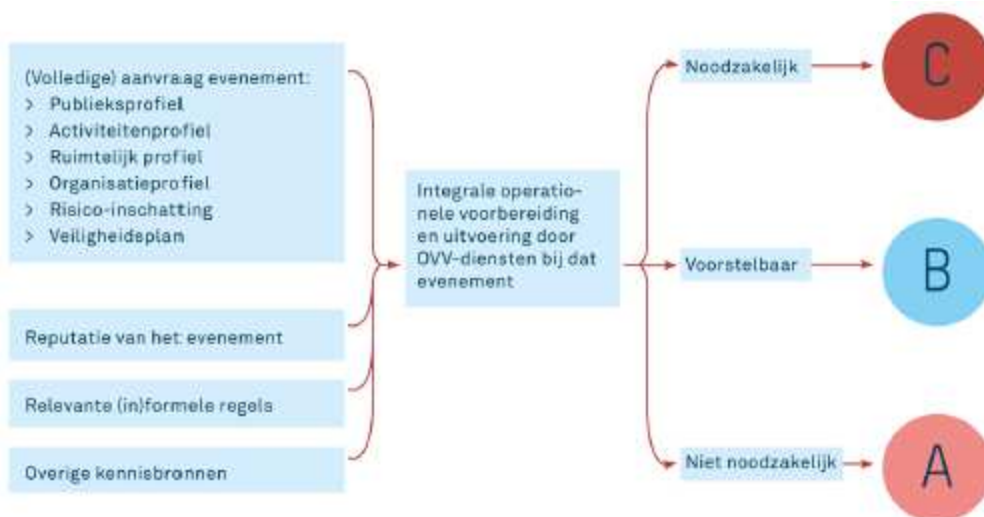 (Volledige) aanvraag evenement:
> Publieksprofiel
> Activiteitenprofiel
> Ruimtelijk profiel
> Organisatieprofiel
> Risico-inschatting
> Veiligheidsplan
Reputatie van het evenement
Relevante (in)formele regels
Overige kennisbronnen
Integrale operatio-
nele voorbereiding
en uitvoering door
OVV-diensten bij dat
evenement
Noodzakelijk
C
Voorstelbaar
B
Niet noodzakelijk
A